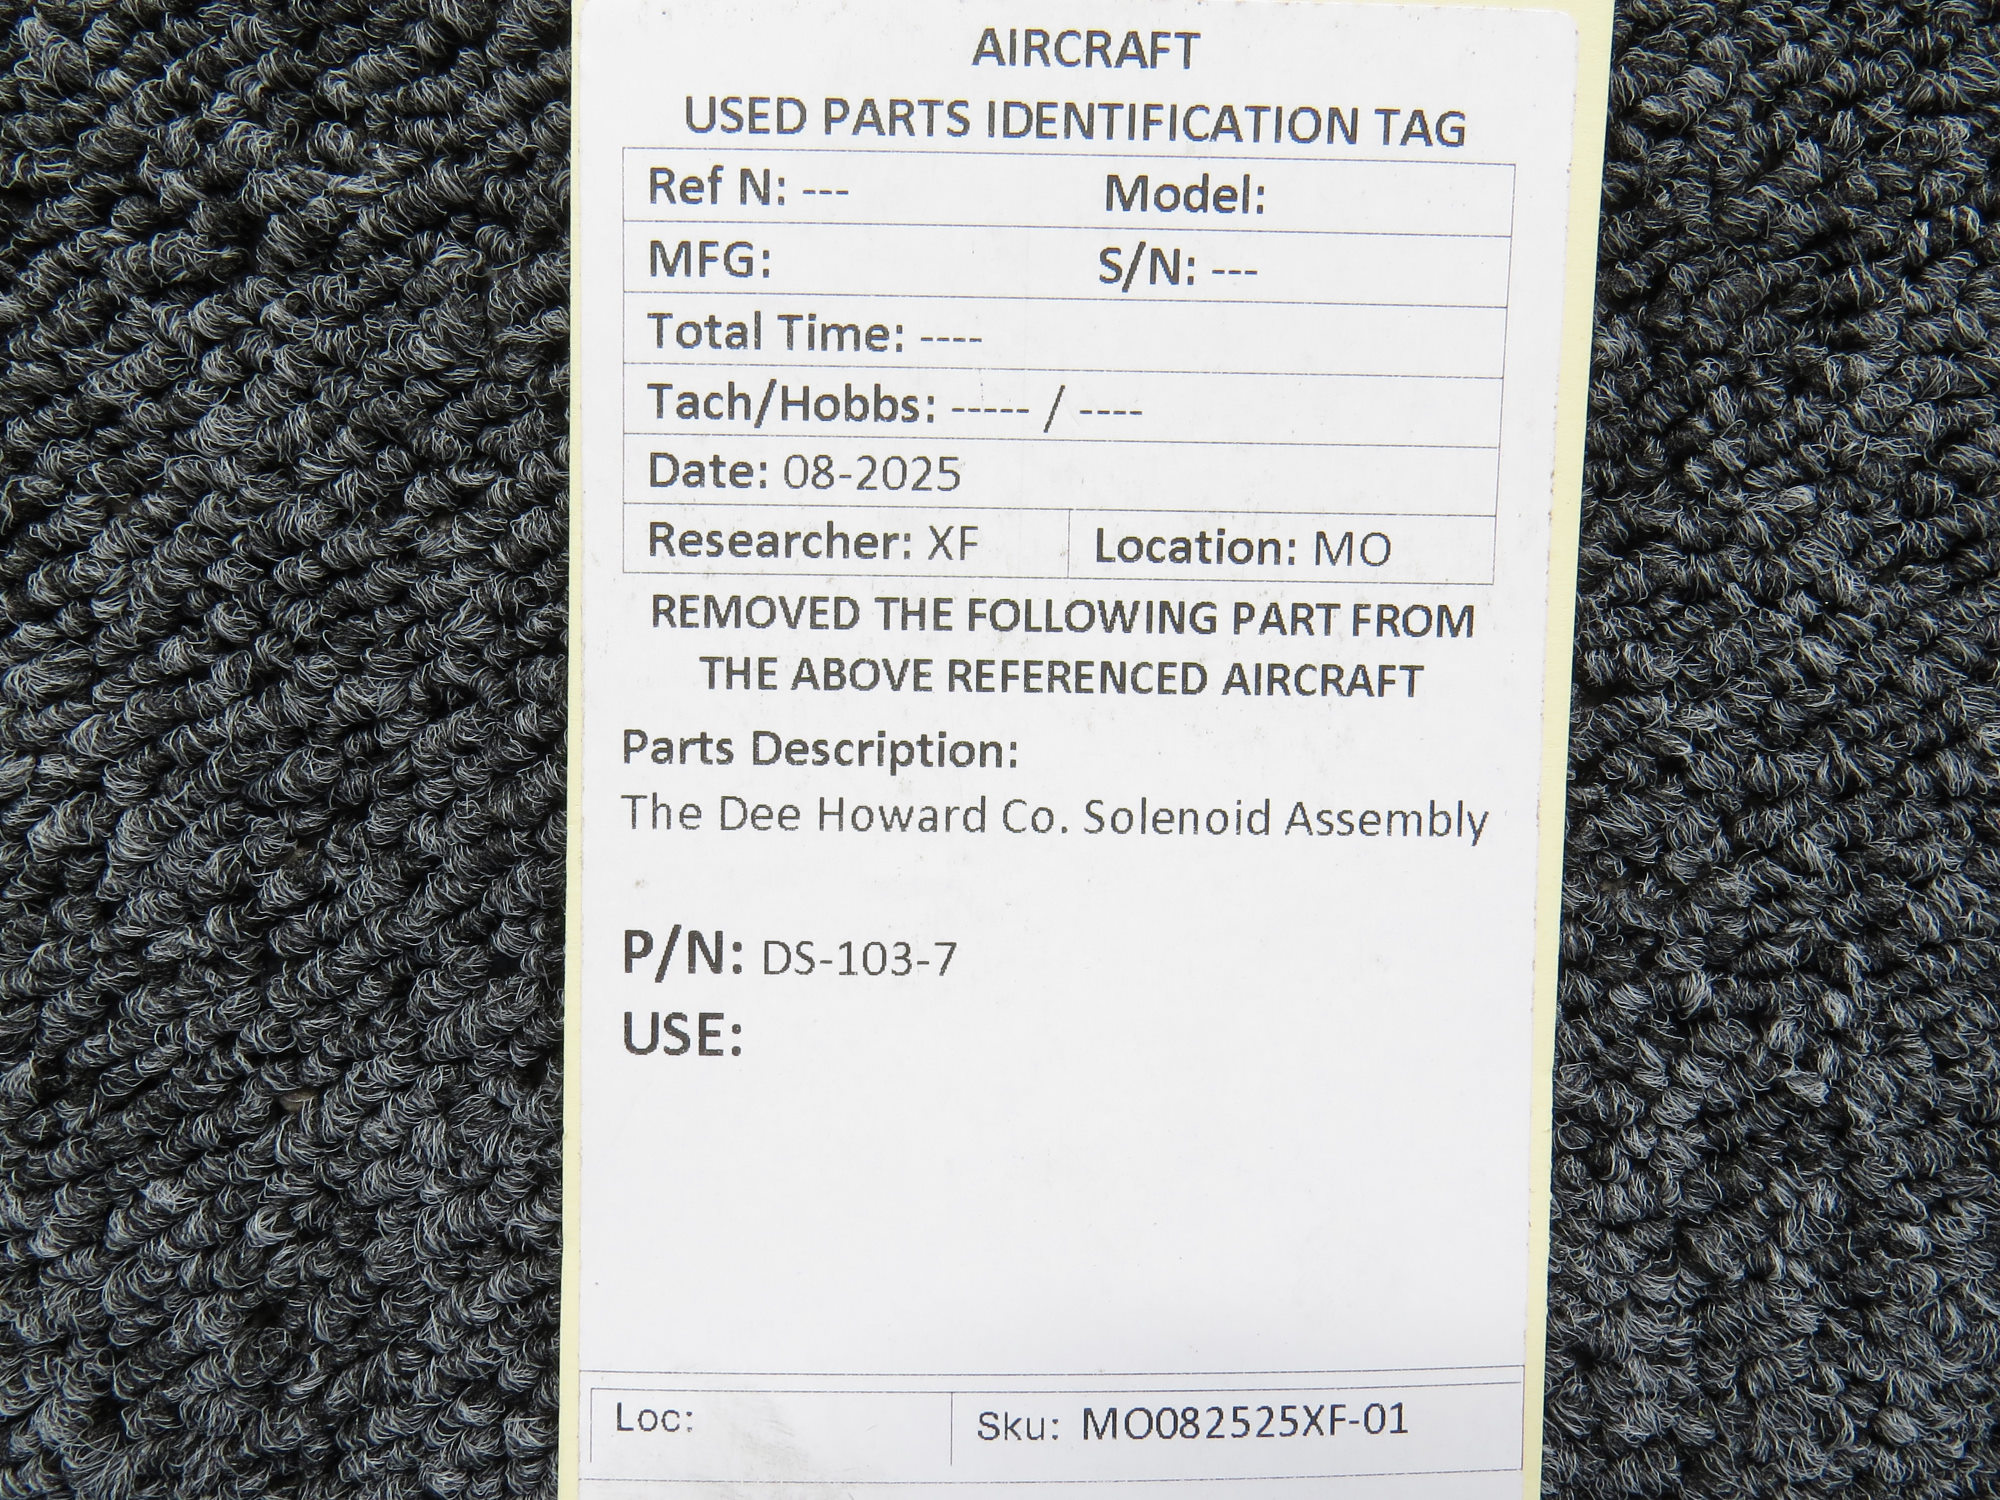 AIRCRAFT
USED PARTS IDENTIFICATION TAG
Ref N: --- Model:
MFG: S/N: ---
Total Time: ----
Tach/Hobbs: ----- / ----
Date: 08-2025
Researcher: XF Location: MO
REMOVED THE FOLLOWING PART FROM
THE ABOVE REFERENCED AIRCRAFT
Parts Description:
The Dee Howard Co. Solenoid Assembly
P/N: DS-103-7
USE:
Loc: Sku: MO082525XF-01